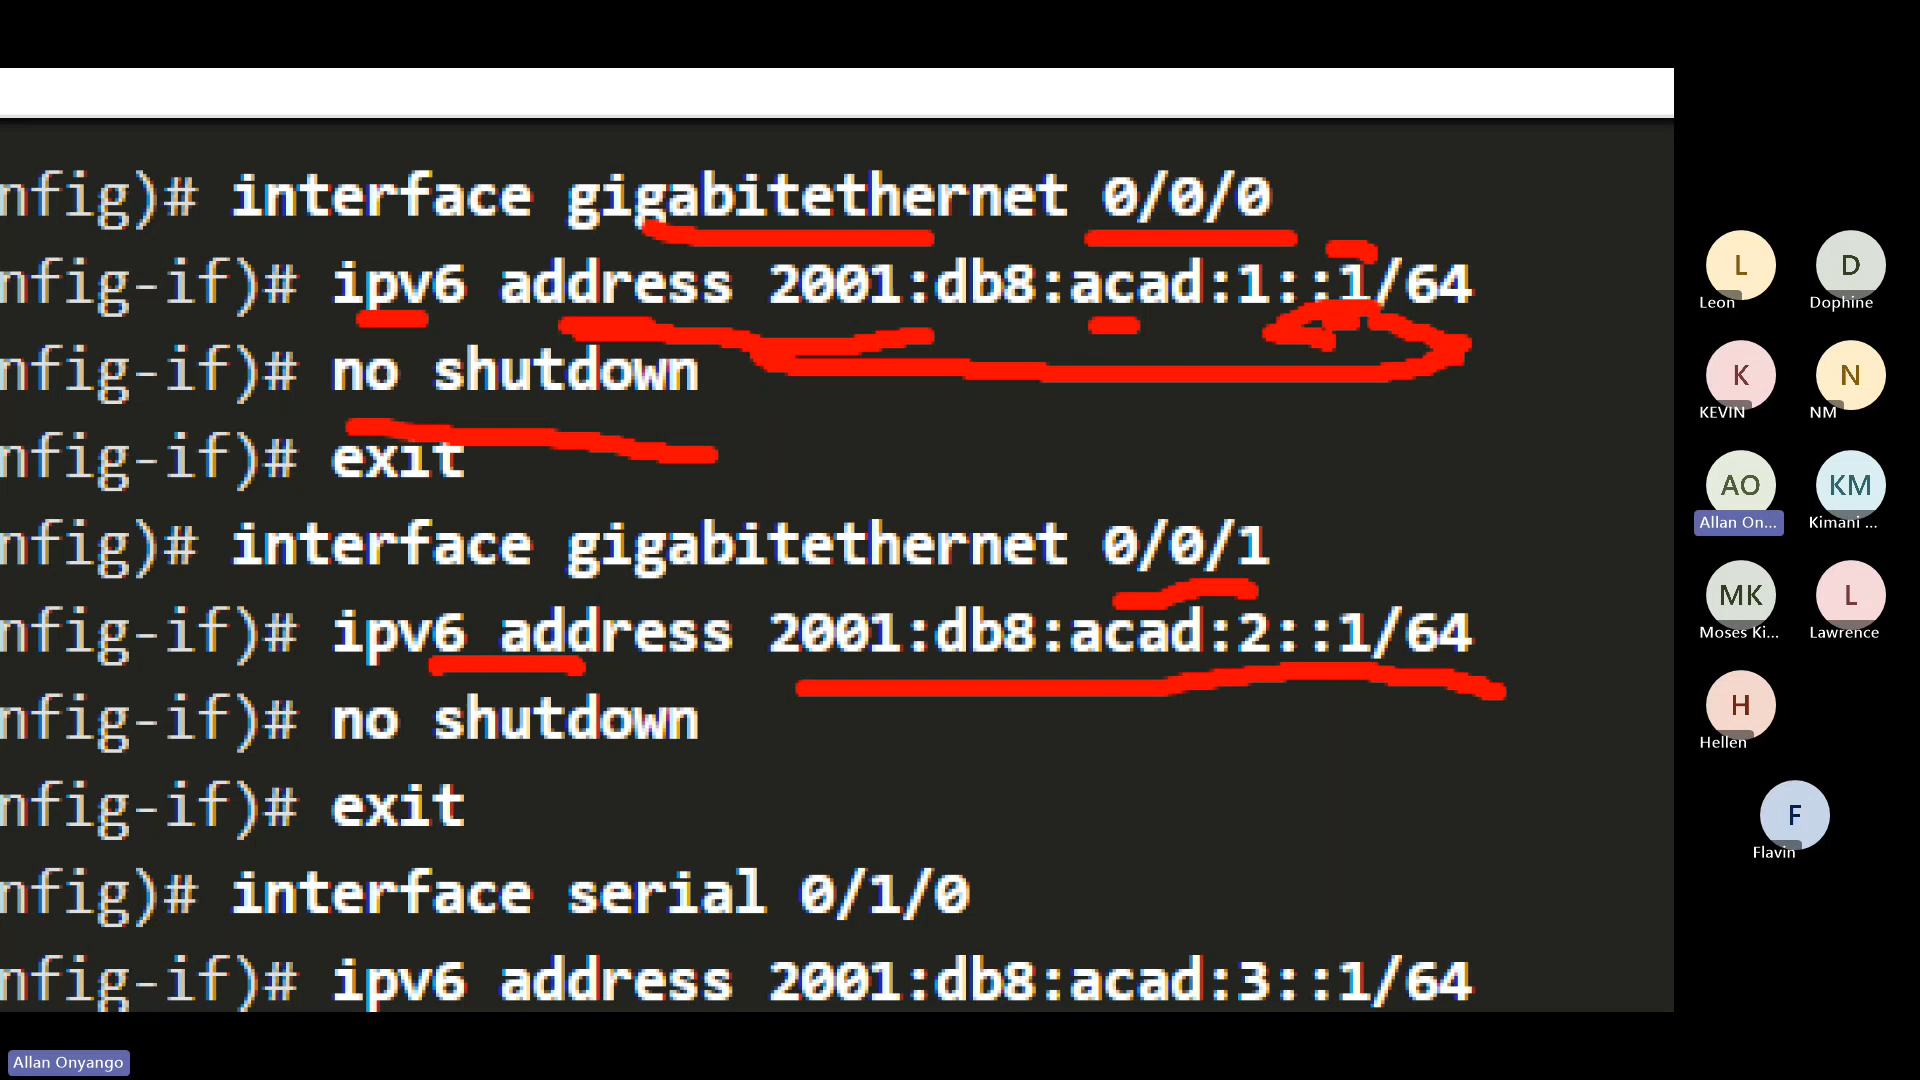 nfig)# interface gigabitethernet 0/0/0
nfig-if)# ipv6 address 2001:db8:acad:1::1/64
nfig-if)# no shutdown
nfig-if)# exit
nfig)# interface gigabitethernet 0/0/1
nfig-if)# ipv6 address 2001:db8:acad:2::1/64
nfig-if)# no shutdown
nfig-if)# exit
nfig)# interface serial 0/1/0
nfig-if)# ipv6 address 2001:db8:acad:3::1/64
L D
Leon Dophine
K N
KEVIN NM
AO KM
Allan On... Kimani ...
MK L
Moses Ki... Lawrence
H
Hellen
F
Flavin
Allan Onyango